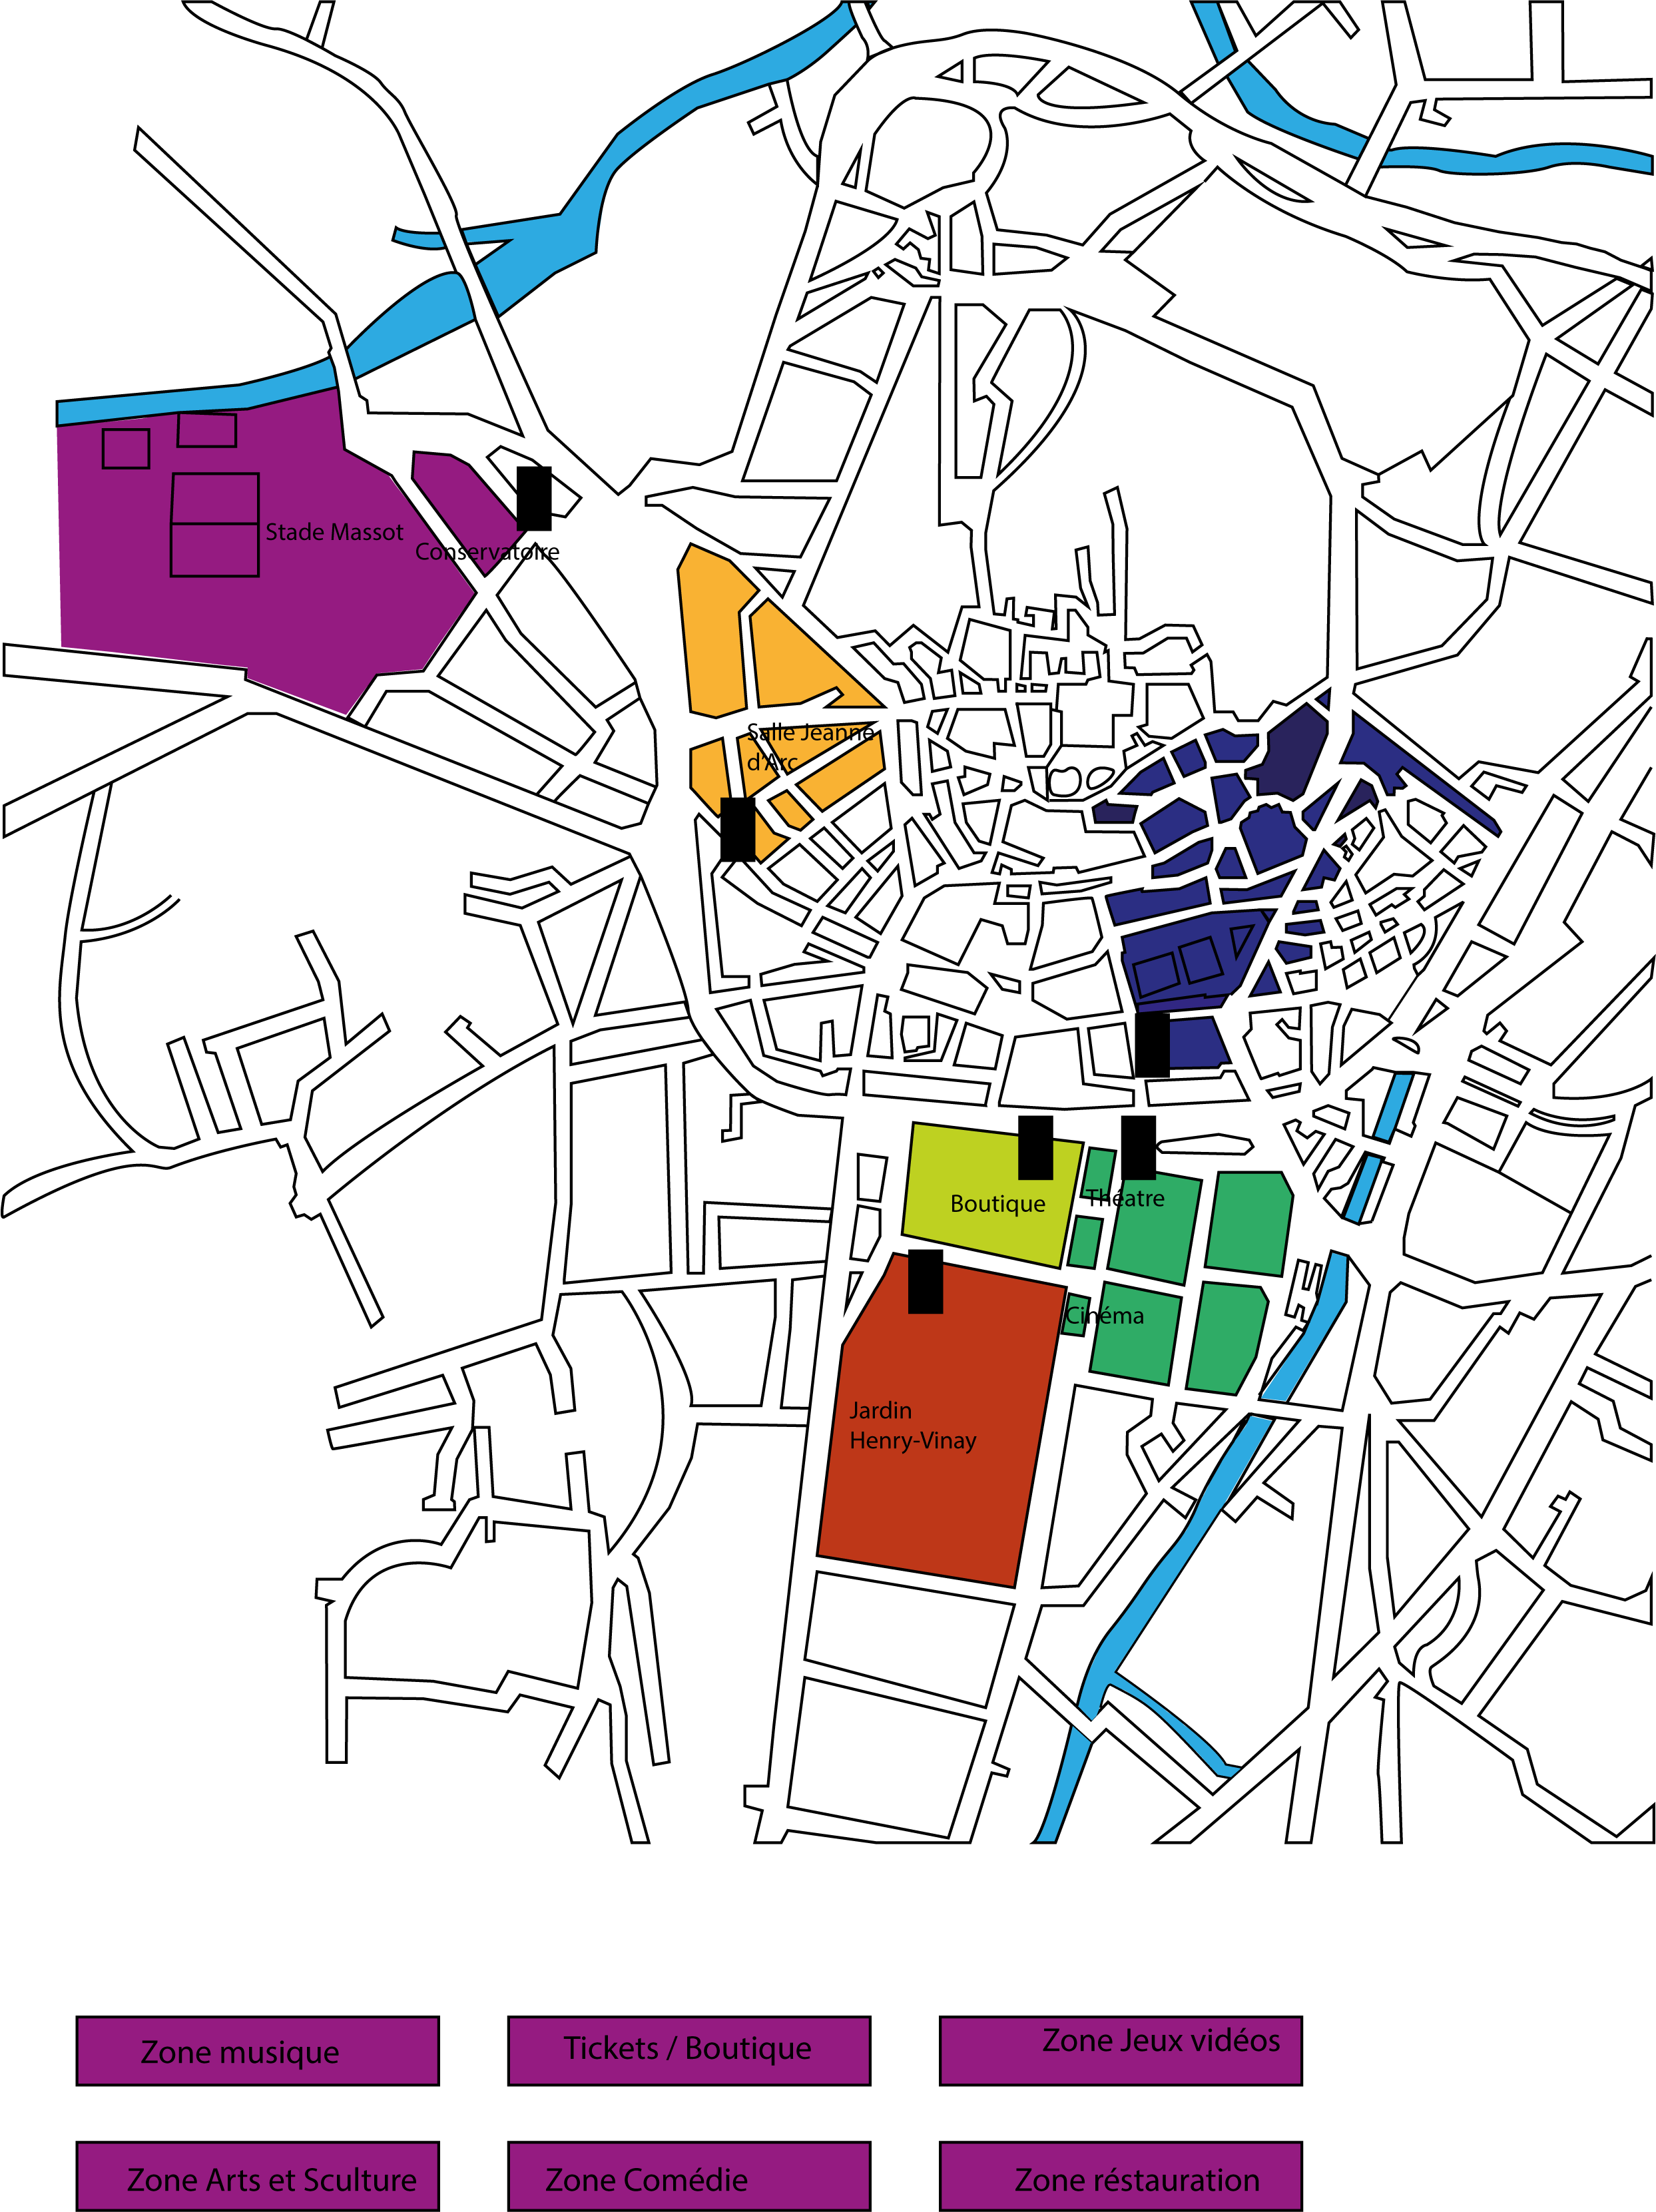 Stade Massot
Conservatoire
Salle Jeanne
d'Arc
Boutique
Théatre
Cinéma
Jardin
Henry-Vinay
Zone musique
Tickets / Boutique
Zone Jeux vidéos
Zone Arts et Sculture
Zone Comédie
Zone réstauration